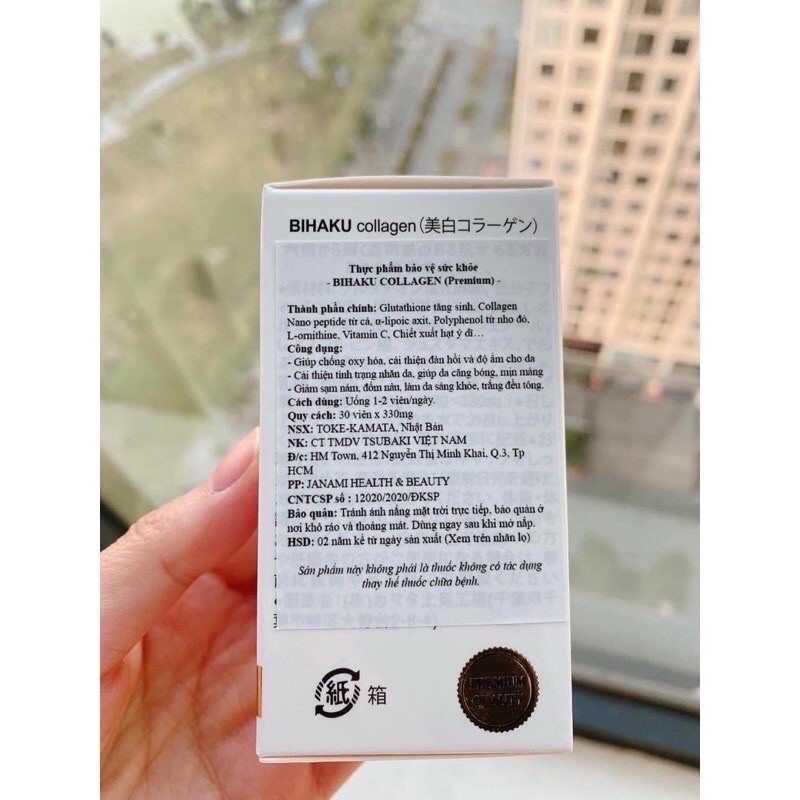 BIHAKU collagen(美白コラーゲン)
Thực phẩm bảo vệ sức khỏe
- BIHAKU COLLAGEN (Premium) -
Thành phần chính: Glutathione tăng sinh, Collagen
Nano peptide từ cá, α-lipoic axit, Polyphenol từ nho đỏ,
L-ornithine, Vitamin C, Chiết xuất hạt ý dĩ…
Công dụng:
- Giúp chống oxy hóa, cải thiện đàn hồi và độ ẩm cho da
- Cải thiện tình trạng nhăn da, giúp da căng bóng, mịn màng
- Giảm sạm nám, đốm nâu, làm da sáng khỏe, trắng đều tông.
Cách dùng: Uống 1-2 viên/ngày.
Quy cách: 30 viên x 330mg
NSX: TOKE-KAMATA, Nhật Bản
NK: CT TMDV TSUBAKI VIỆT NAM
Đ/c: HM Town, 412 Nguyễn Thị Minh Khai, Q.3, Tp
HCM
PP: JANAMI HEALTH & BEAUTY
CNTCSP số : 12020/2020/ĐKSP
Bảo quản: Tránh ánh nắng mặt trời trực tiếp, bảo quản ở
nơi khô ráo và thoáng mát. Dùng ngay sau khi mở nắp.
HSD: 02 năm kể từ ngày sản xuất (Xem trên nhãn lọ)
Sản phẩm này không phải là thuốc không có tác dụng
thay thế thuốc chữa bệnh.
紙 箱
PREMIUM
QUALITY